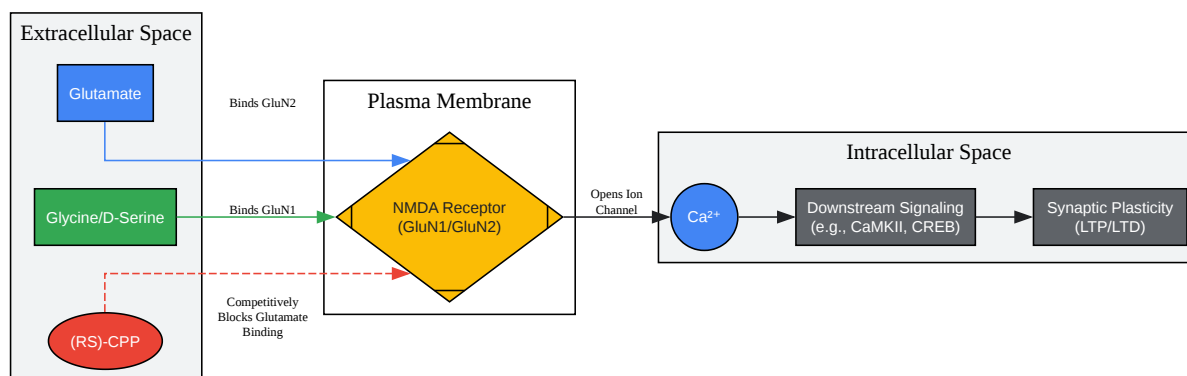 Extracellular Space
Glutamate
Binds GluN2
Plasma Membrane
Intracellular Space
Glycine/D-Serine
Binds GluN1
NMDA Receptor
(GluN1/GluN2)
Opens Ion
Channel
Ca²⁺
Downstream Signaling
(e.g., CaMKII, CREB)
Synaptic Plasticity
(LTP/LTD)
(RS)-CPP
Competitively
Blocks Glutamate
Binding